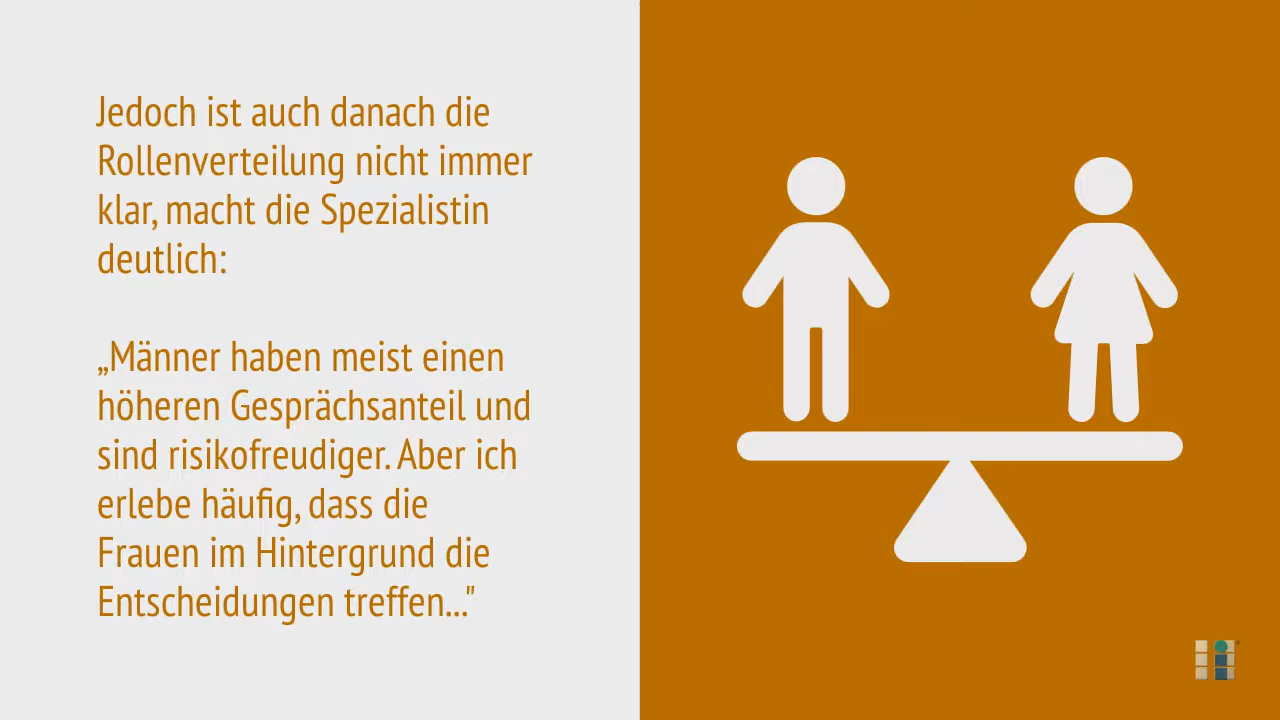 Jedoch ist auch danach die
Rollenverteilung nicht immer
klar, macht die Spezialistin
deutlich:
„Männer haben meist einen
höheren Gesprächsanteil und
sind risikofreudiger. Aber ich
erlebe häufig, dass die
Frauen im Hintergrund die
Entscheidungen treffen..."